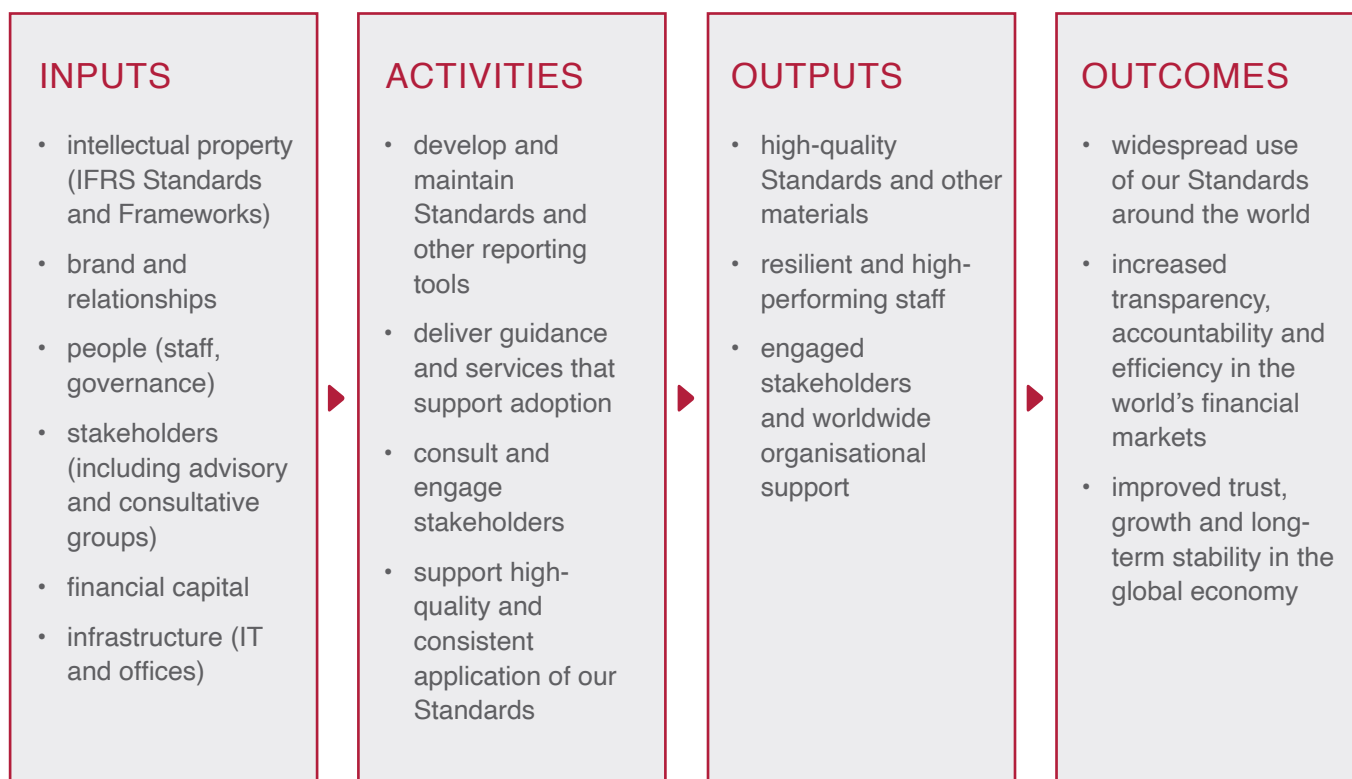 INPUTS
• intellectual property
(IFRS Standards
and Frameworks)
• brand and
relationships
• people (staff,
governance)
• stakeholders
(including advisory
and consultative
groups)
• financial capital
• infrastructure (IT
and offices)
ACTIVITIES
• develop and
maintain
Standards and
other reporting
tools
• deliver guidance
and services that
support adoption
• consult and
engage
stakeholders
• support high-
quality and
consistent
application of our
Standards
OUTPUTS
• high-quality
Standards and other
materials
• resilient and high-
performing staff
• engaged
stakeholders
and worldwide
organisational
support
OUTCOMES
• widespread use
of our Standards
around the world
• increased
transparency,
accountability and
efficiency in the
world’s financial
markets
• improved trust,
growth and long-
term stability in the
global economy